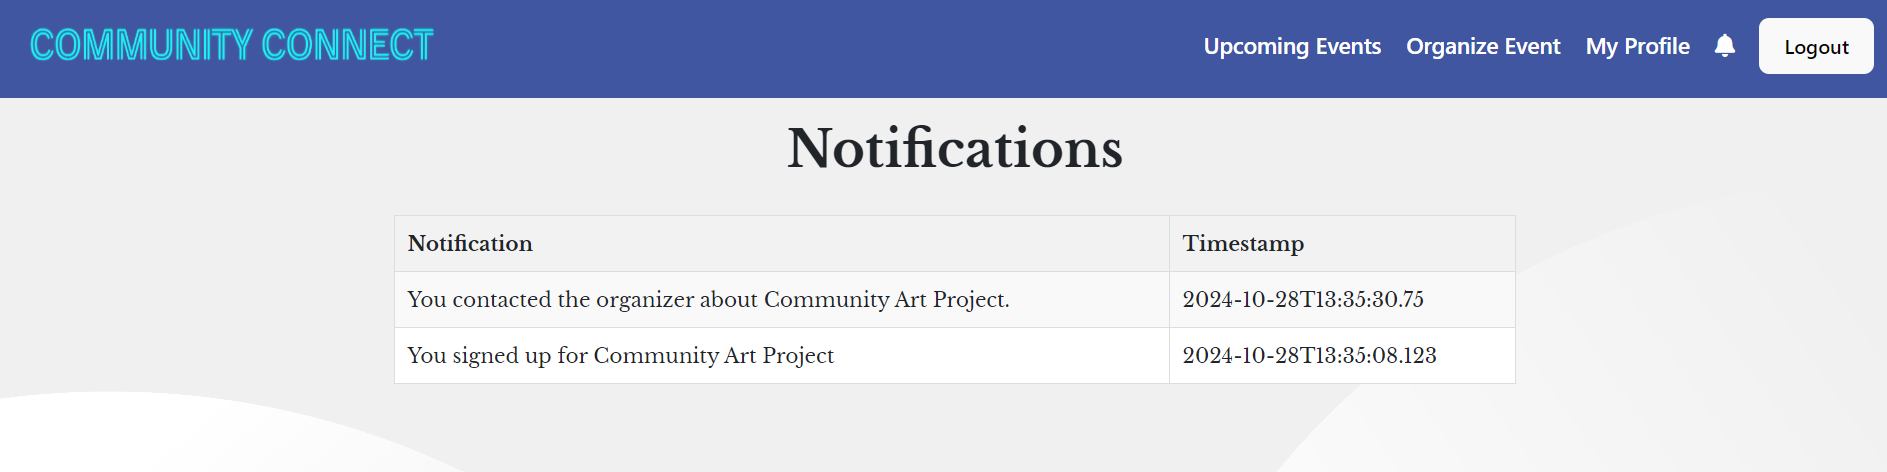 COMMUNITY CONNECT
Upcoming Events Organize Event My Profile Logout
Notifications
Notification Timestamp
You contacted the organizer about Community Art Project. 2024-10-28T13:35:30.75
You signed up for Community Art Project 2024-10-28T13:35:08.123